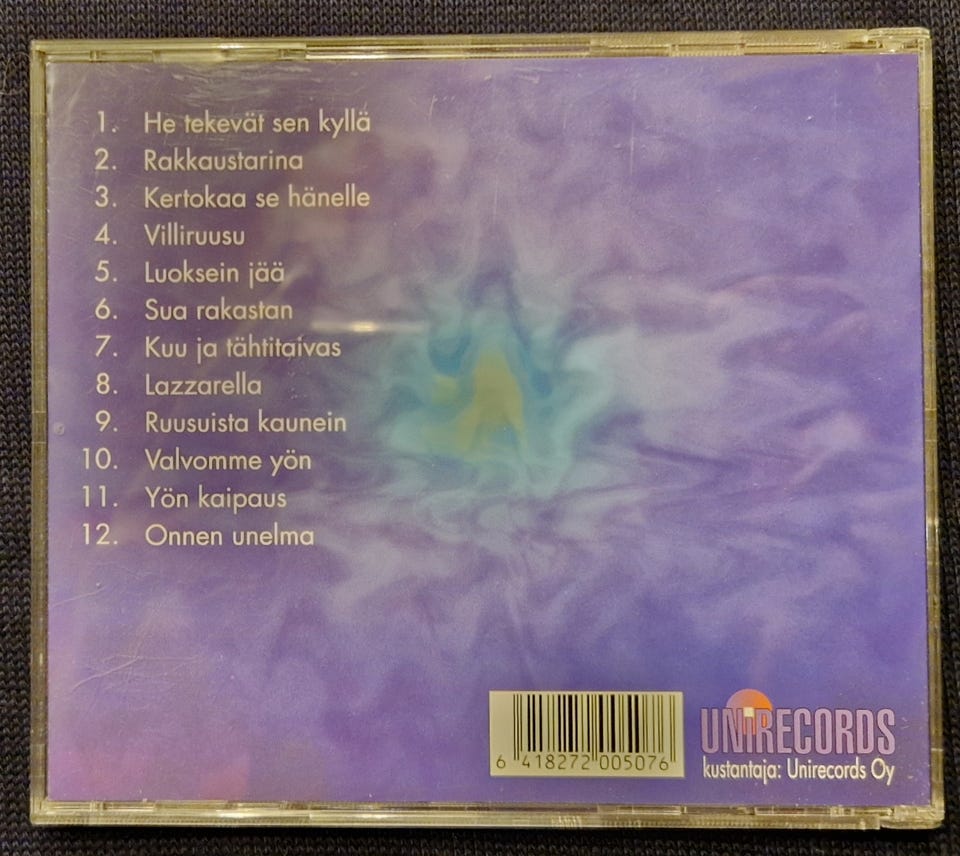 1. He tekevät sen kyllä
2. Rakkaustarina
3. Kertokaa se hänelle
4. Villiruusu
5. Luoksein jää
6. Sua rakastan
7. Kuu ja tähtitaivas
8. Lazzarella
9. Ruusuista kaunein
10. Valvomme yön
11. Yön kaipaus
12. Onnen unelma
6 418272 005076
UNIRECORDS
kustantaja: Unirecords Oy